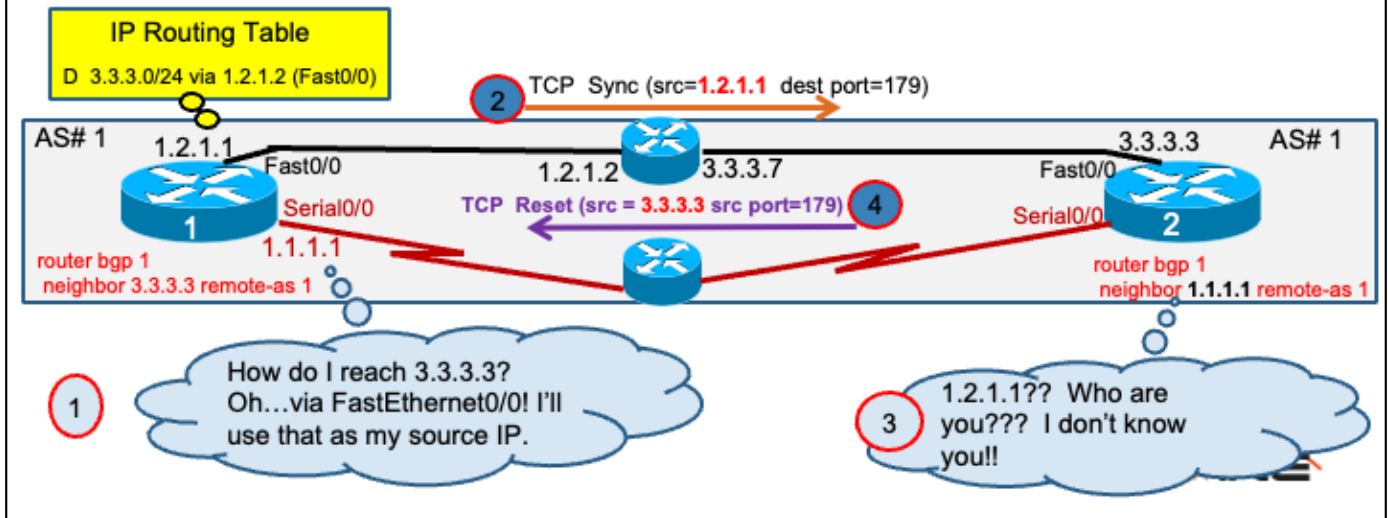 IP Routing Table
D 3.3.3.0/24 via 1.2.1.2 (Fast0/0)
2
TCP Sync (src=1.2.1.1 dest port=179)
AS# 1
1.2.1.1
Fast0/0
1.2.1.2
3.3.3.7
3.3.3.3
AS# 1
Fast0/0
TCP Reset (src = 3.3.3.3 src port=179)
4
1
Serial0/0
1.1.1.1
Serial0/0
2
router bgp 1
neighbor 3.3.3.3 remote-as 1
router bgp 1
neighbor 1.1.1.1 remote-as 1
1
How do I reach 3.3.3.3?
Oh…via FastEthernet0/0! I'll
use that as my source IP.
3
1.2.1.1?? Who are
you??? I don't know
you!!